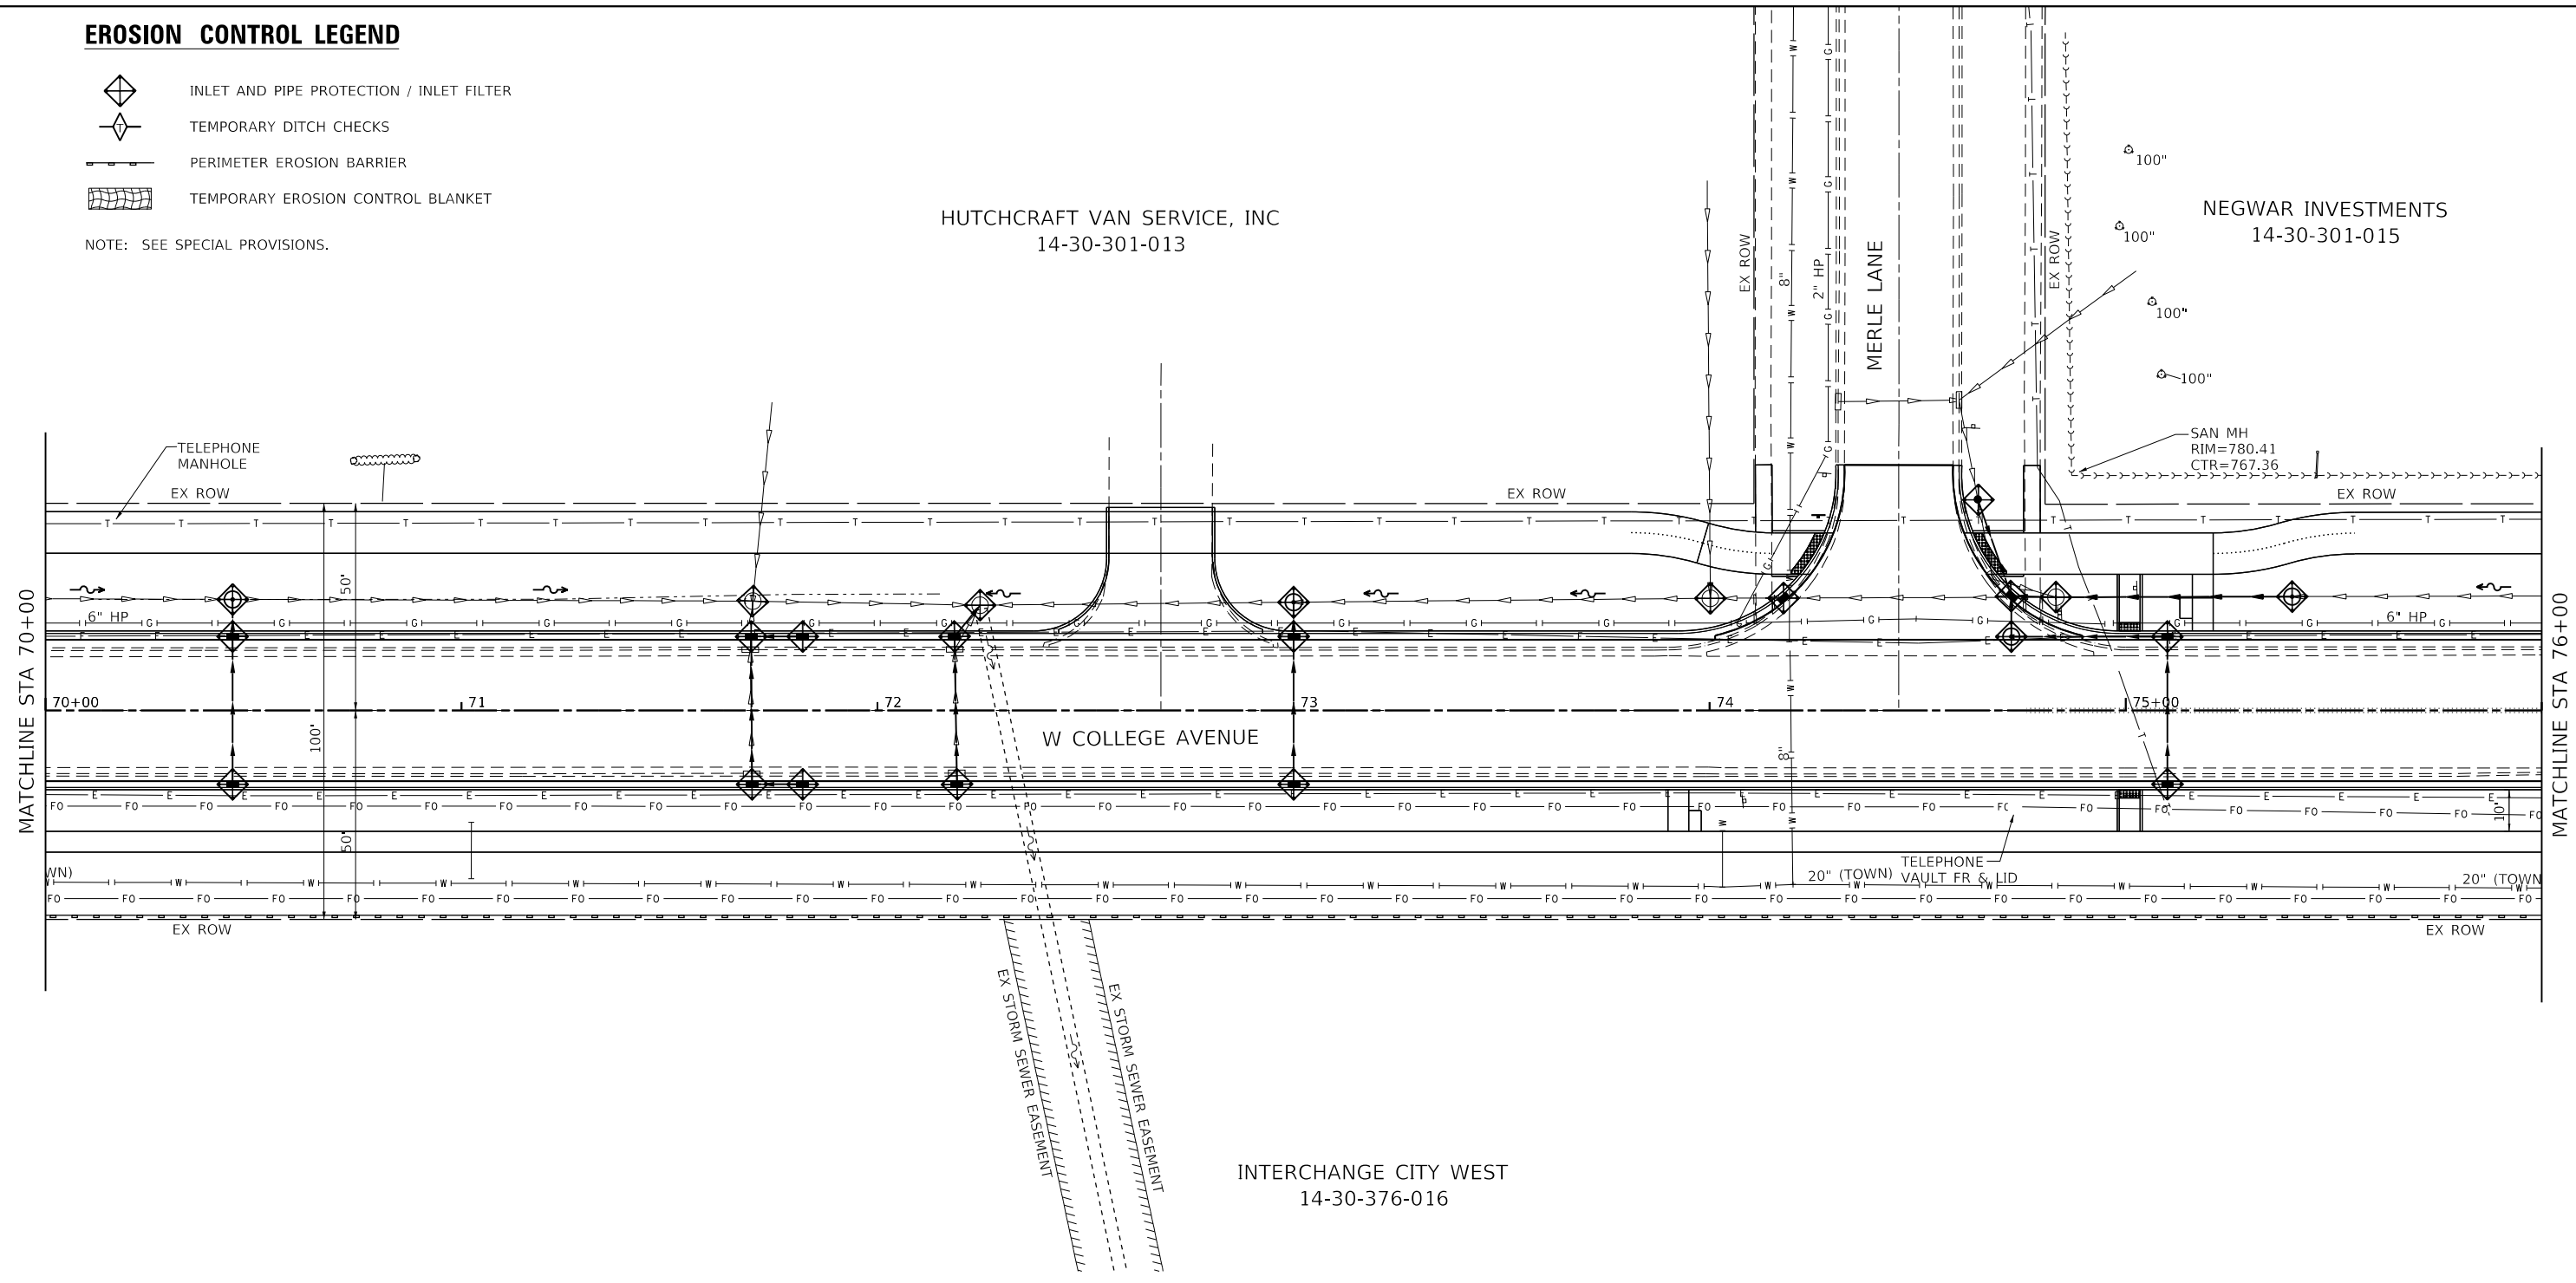 EROSION CONTROL LEGEND
INLET AND PIPE PROTECTION / INLET FILTER
T
TEMPORARY DITCH CHECKS
PERIMETER EROSION BARRIER
TEMPORARY EROSION CONTROL BLANKET
NOTE: SEE SPECIAL PROVISIONS.
HUTCHCRAFT VAN SERVICE, INC
14-30-301-013
NEGWAR INVESTMENTS
14-30-301-015
100"
100"
100"
100"
EX ROW
8"
2" HP
MERLE LANE
EX ROW
TELEPHONE
MANHOLE
SAN MH
RIM=780.41
CTR=767.36
EX ROW
EX ROW
EX ROW
MATCHLINE STA 70+00
6" HP
50'
100'
50'
6" HP
MATCHLINE STA 76+00
70+00
71
72
73
74
75+00
W COLLEGE AVENUE
8"
10'
TELEPHONE
VAULT FR & LID
WN)
20" (TOWN)
20" (TOWN
EX ROW
EX ROW
EX STORM SEWER EASEMENT
EX STORM SEWER EASEMENT
INTERCHANGE CITY WEST
14-30-376-016